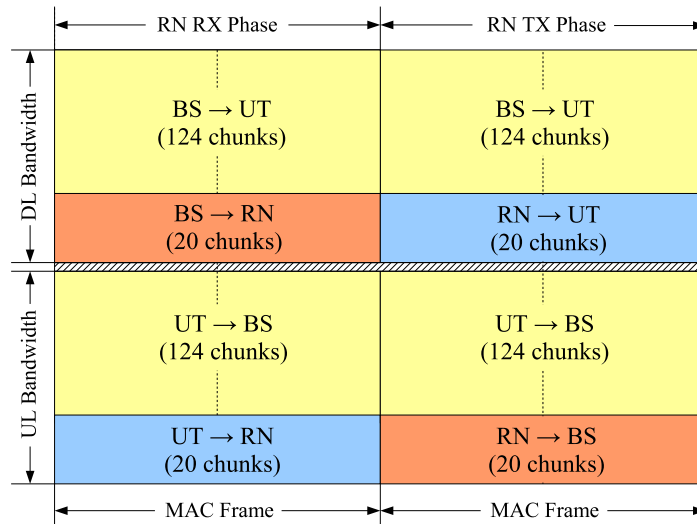 RN RX Phase
RN TX Phase
DL Bandwidth
BS → UT
(124 chunks)
BS → UT
(124 chunks)
BS → RN
(20 chunks)
RN → UT
(20 chunks)
UL Bandwidth
UT → BS
(124 chunks)
UT → BS
(124 chunks)
UT → RN
(20 chunks)
RN → BS
(20 chunks)
MAC Frame
MAC Frame